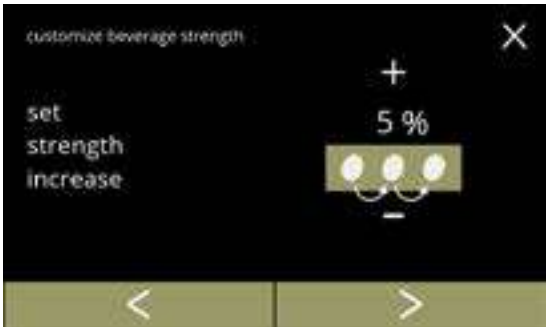 customize beverage strength
+
set
5 %
strength
increase
-
< >